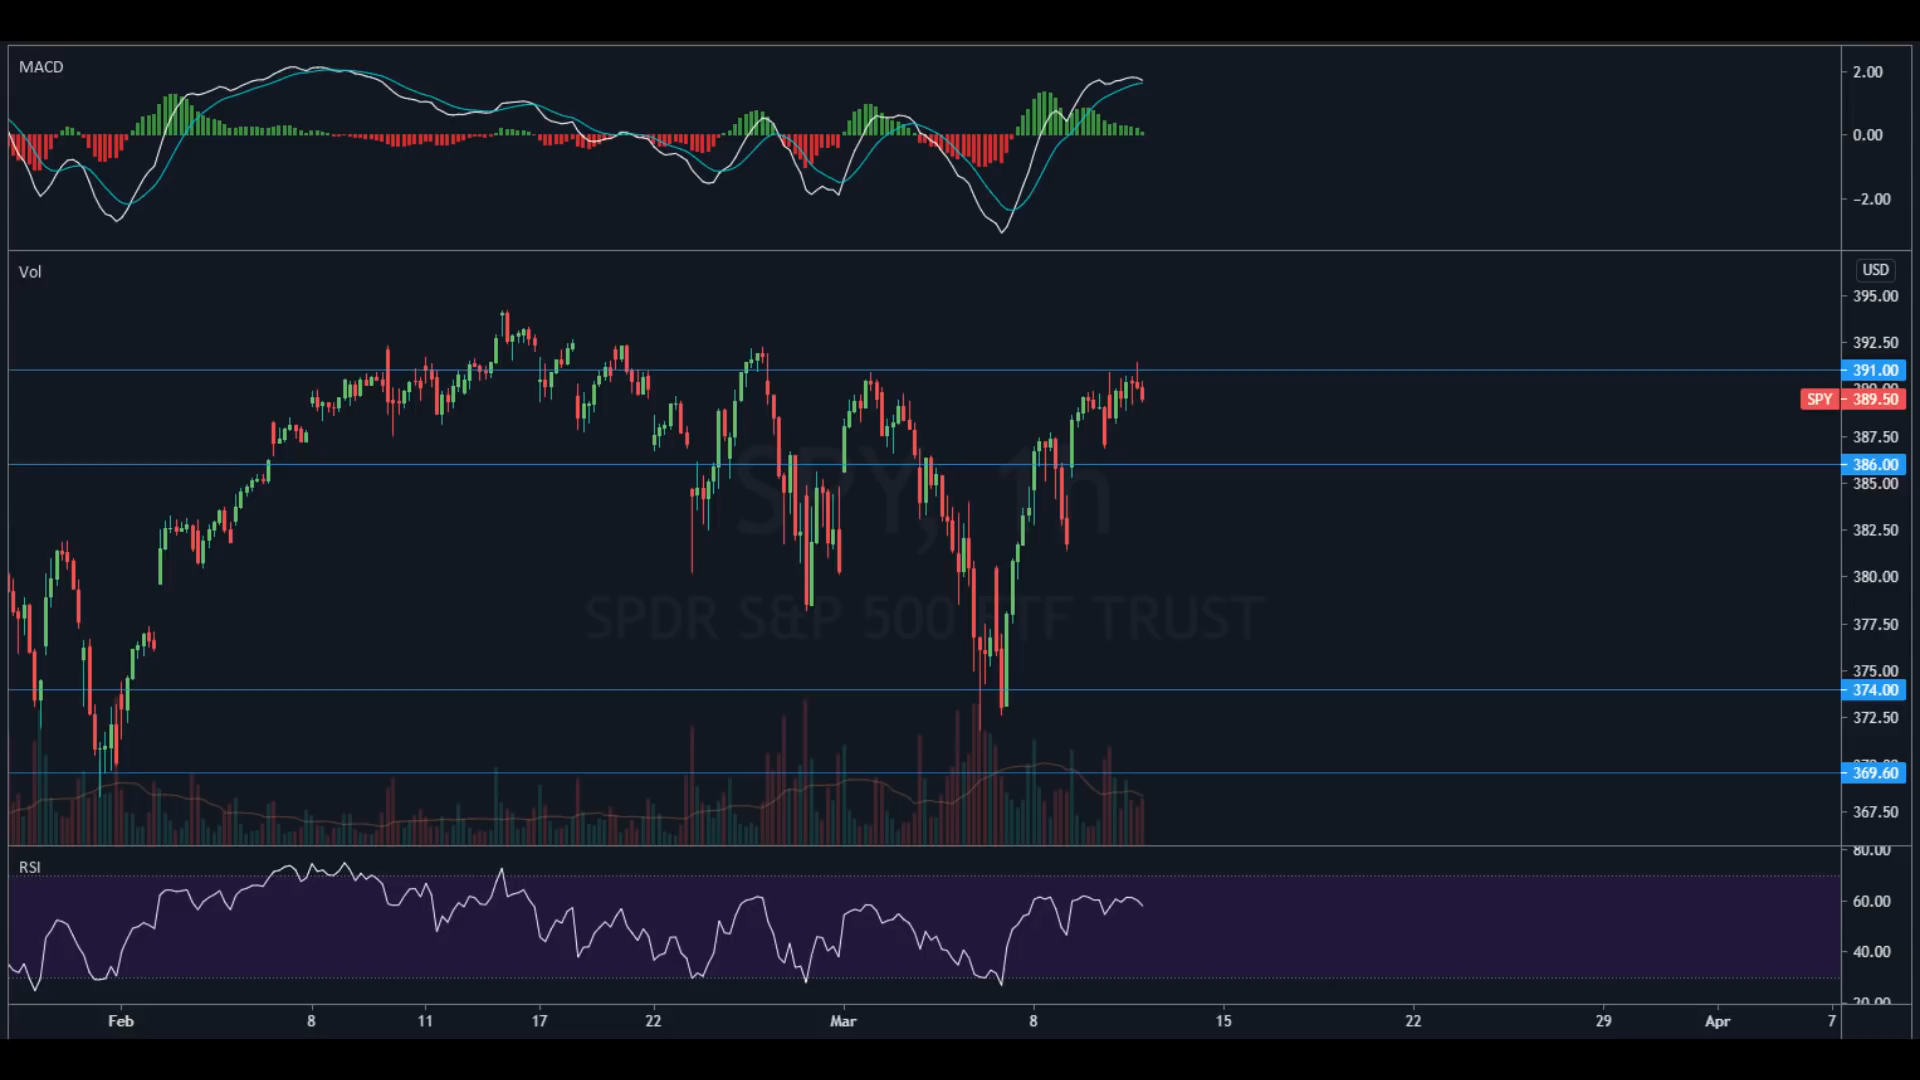 MACD
2.00
0.00
−2.00
Vol
USD
395.00
392.50
391.00
SPY 389.50
387.50
386.00
385.00
SPY, 1h
382.50
380.00
SPDR S&P 500 ETF TRUST
377.50
375.00
374.00
372.50
369.60
367.50
RSI
80.00
60.00
40.00
20.00
Feb 8 11 17 22 Mar 8 15 22 29 Apr 7